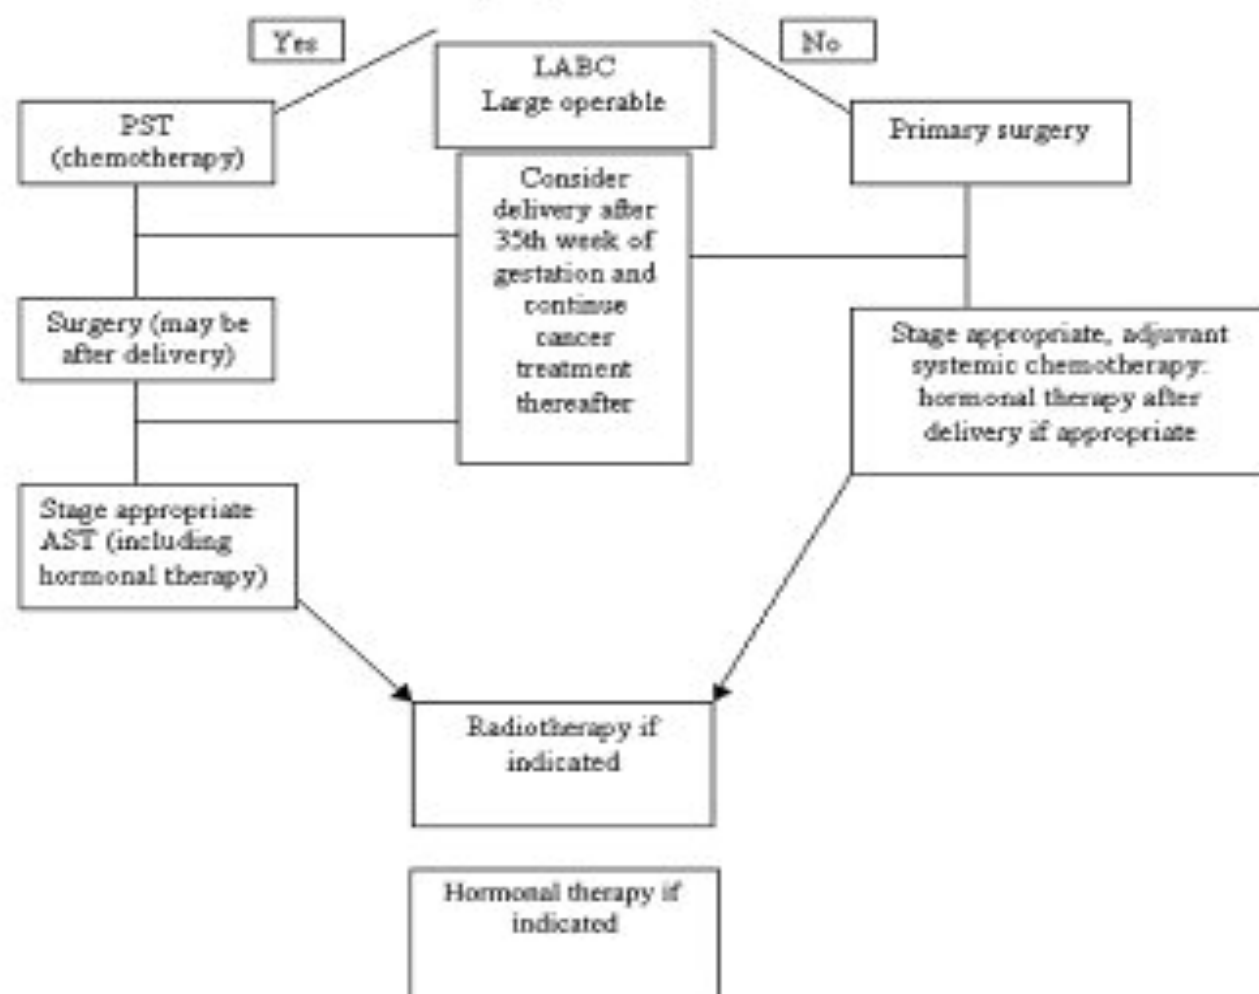 Yes
No
LABC
Large operable
PST
(chemotherapy)
Primary surgery
Consider
delivery after
35th week of
gestation and
continue
cancer
treatment
thereafter
Surgery (may be
after delivery)
Stage appropriate, adjuvant
systemic chemotherapy:
hormonal therapy after
delivery if appropriate
Stage appropriate
AST (including
hormonal therapy)
Radiotherapy if
indicated
Hormonal therapy if
indicated